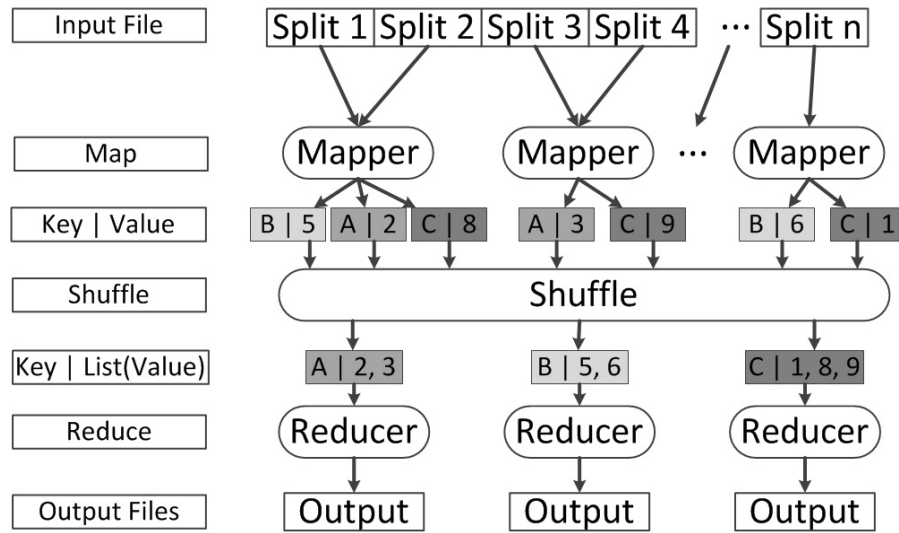 Input File Split 1 Split 2 Split 3 Split 4 ... Split n
Map Mapper Mapper ... Mapper
Key | Value B | 5 A | 2 C | 8 A | 3 C | 9 B | 6 C | 1
Shuffle Shuffle
Key | List(Value) A | 2, 3 B | 5, 6 C | 1, 8, 9
Reduce Reducer Reducer Reducer
Output Files Output Output Output